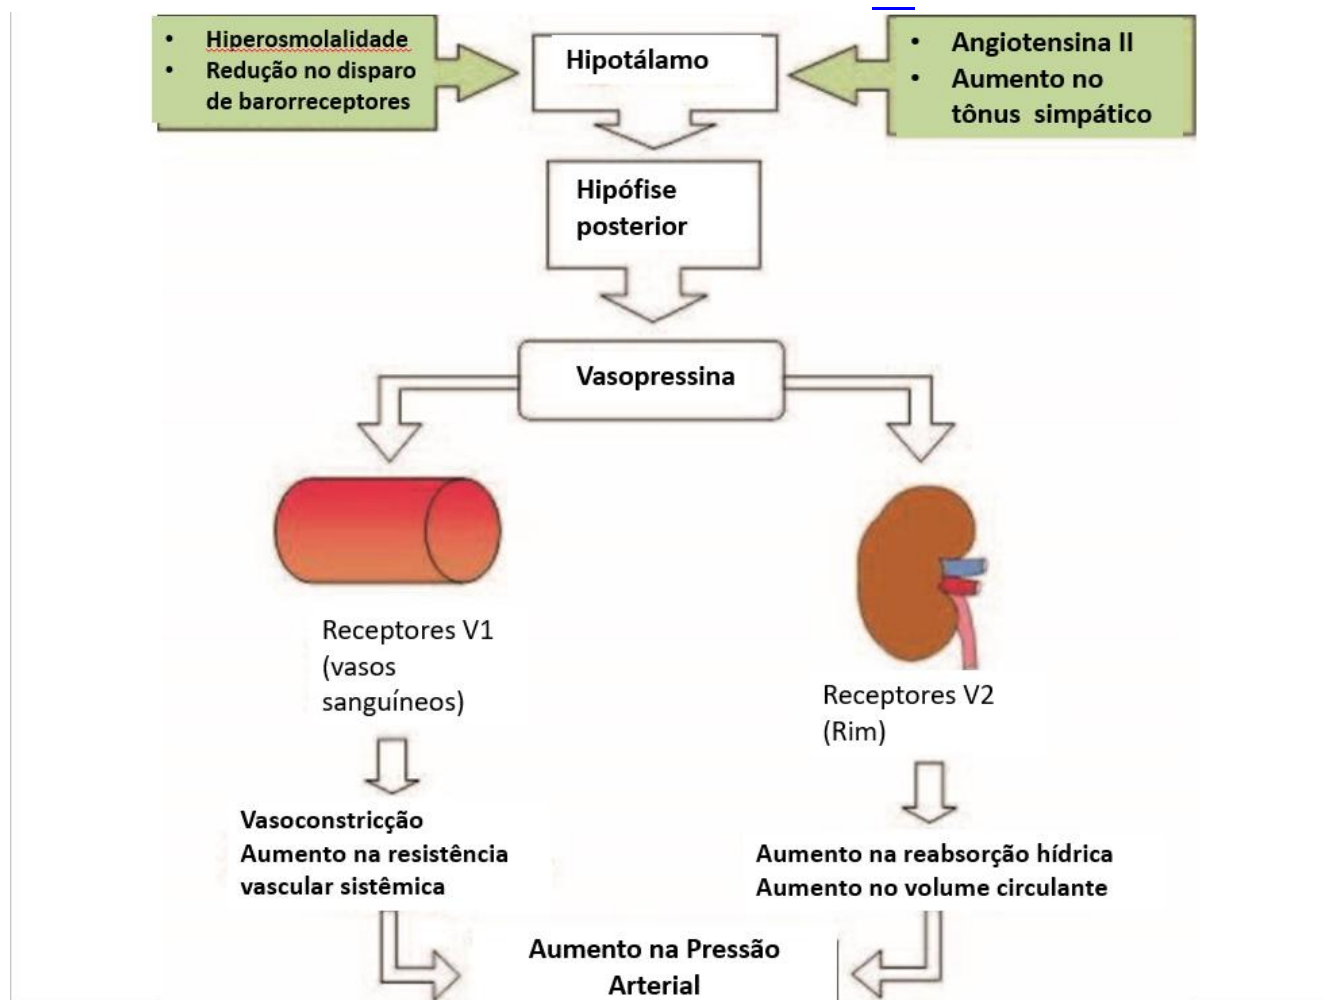 • Hiperosmolalidade
• Redução no disparo
de barorreceptores
Hipotálamo
• Angiotensina II
• Aumento no
tônus simpático
Hipófise
posterior
Vasopressina
Receptores V1
(vasos
sanguíneos)
Receptores V2
(Rim)
Vasoconstricção
Aumento na resistência
vascular sistêmica
Aumento na reabsorção hídrica
Aumento no volume circulante
Aumento na Pressão
Arterial